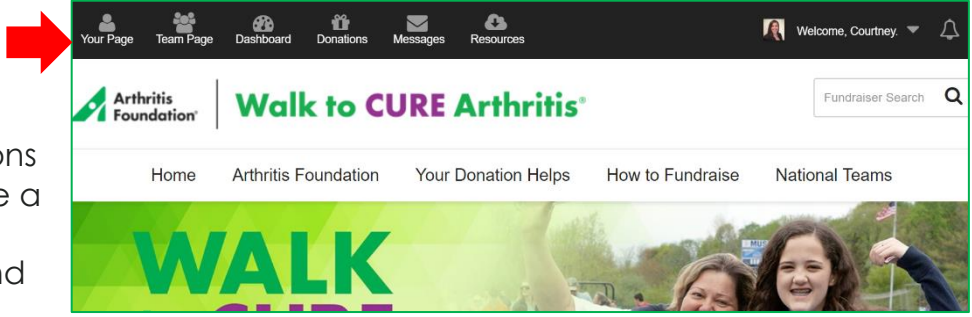 Your Page Team Page Dashboard Donations Messages Resources Welcome, Courtney.
Arthritis
Foundation®
Walk to CURE Arthritis®
Fundraiser Search
Home Arthritis Foundation Your Donation Helps How to Fundraise National Teams
WALK
CURE